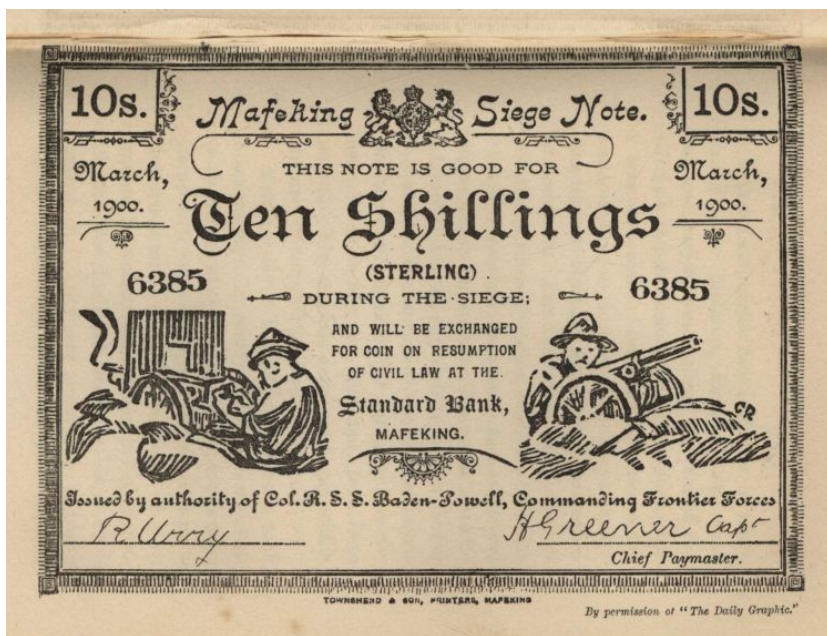 10s. Mafeking Siege Note. 10s.
March, 1900.
THIS NOTE IS GOOD FOR
March, 1900.
Ten Shillings
(STERLING).
6385
DURING THE SIEGE;
6385
AND WILL BE EXCHANGED
FOR COIN ON RESUMPTION
OF CIVIL LAW AT THE.
Standard Bank,
MAFEKING.
CR
Issued by authority of Col. R. S. S. Baden-Powell, Commanding Frontier Forces
R. Urry
H Greener Capt
Chief Paymaster.
TOWNSHEND & SON, PRINTERS, MAFEKING
By permission of "The Daily Graphic."